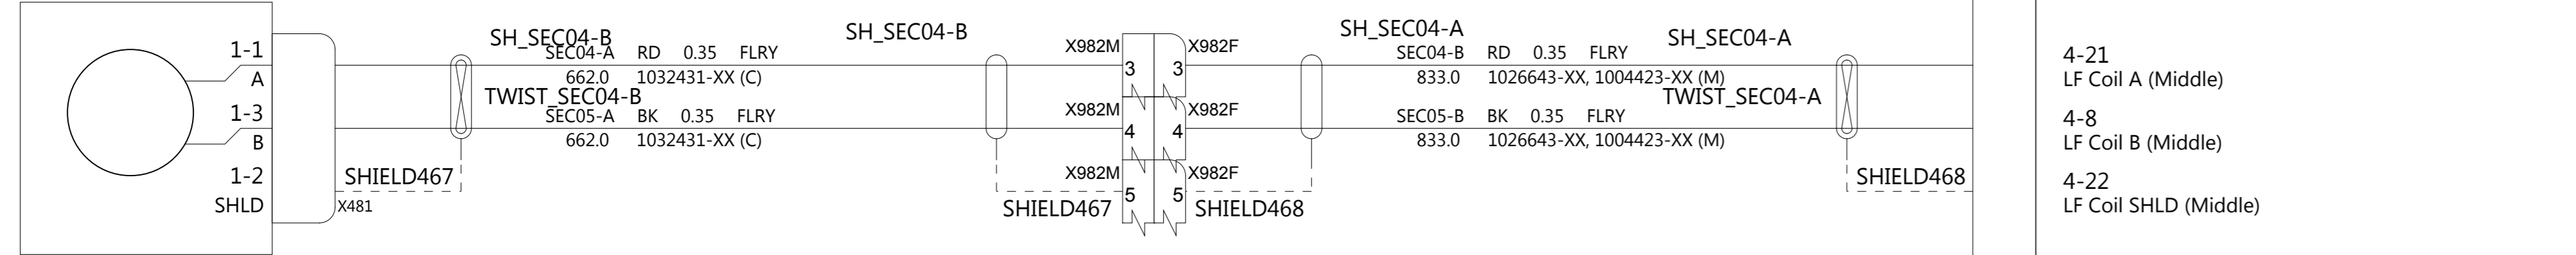 1-1
A
1-3
B
1-2
SHLD
X481
SHIELD467
SH_SEC04-B
SEC04-A RD 0.35 FLRY
662.0 1032431-XX (C)
TWIST_SEC04-B
SEC05-A BK 0.35 FLRY
662.0 1032431-XX (C)
SH_SEC04-B
SHIELD467
X982M
3
X982M
4
X982M
5
X982F
3
X982F
4
X982F
5
SHIELD468
SH_SEC04-A
SEC04-B RD 0.35 FLRY
833.0 1026643-XX, 1004423-XX (M)
SEC05-B BK 0.35 FLRY
833.0 1026643-XX, 1004423-XX (M)
SH_SEC04-A
TWIST_SEC04-A
SHIELD468
4-21
LF Coil A (Middle)
4-8
LF Coil B (Middle)
4-22
LF Coil SHLD (Middle)